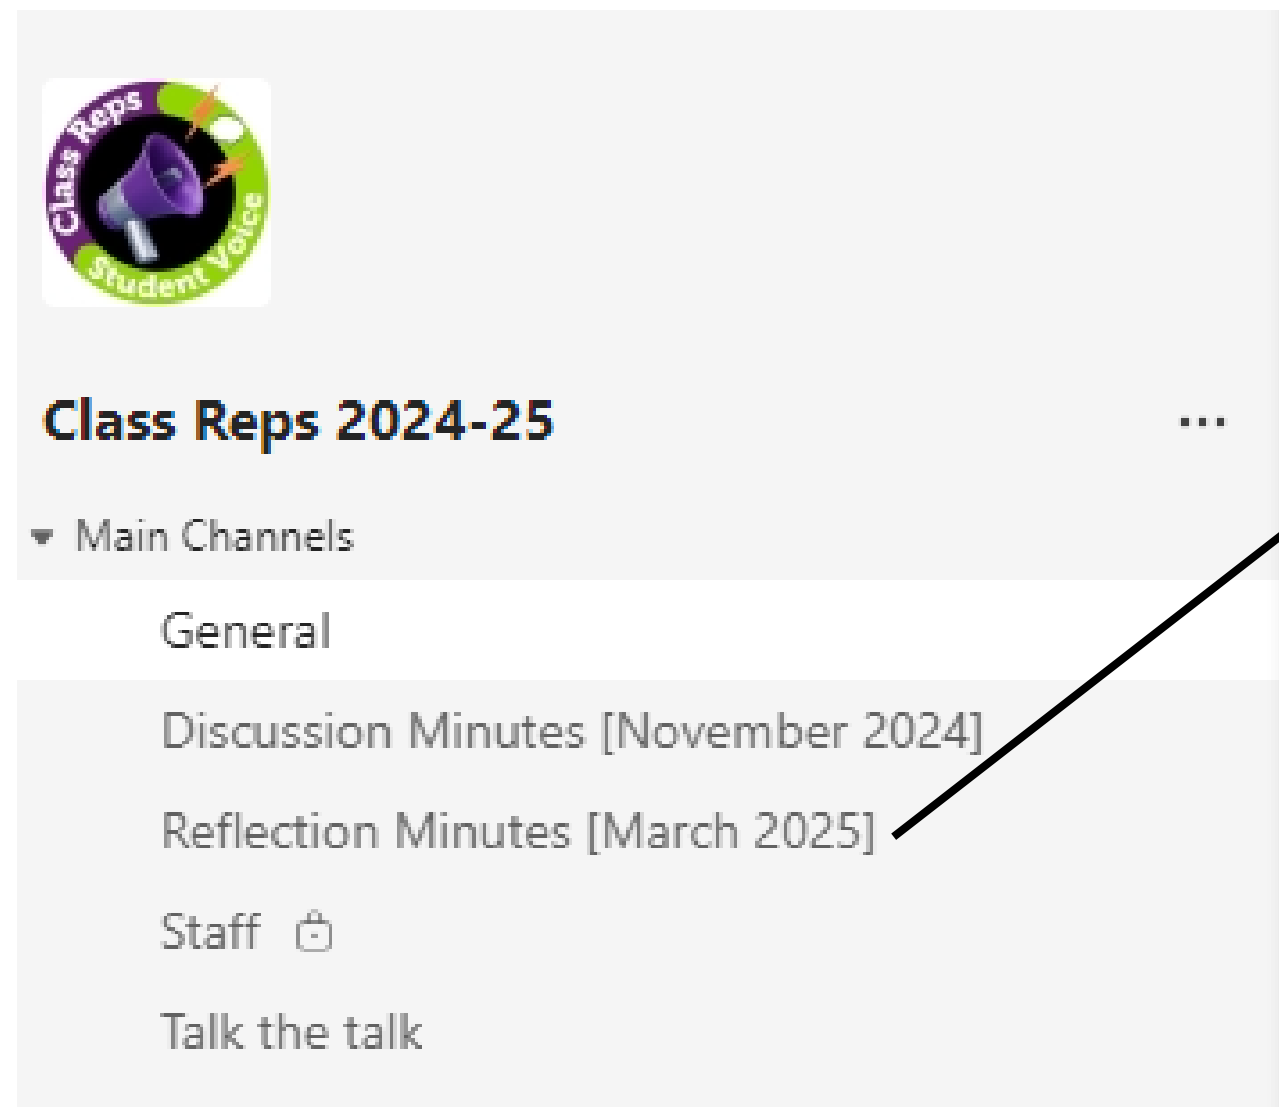 Class Reps
Student Voice
Class Reps 2024-25
Main Channels
General
Discussion Minutes [November 2024]
Reflection Minutes [March 2025]
Staff
Talk the talk